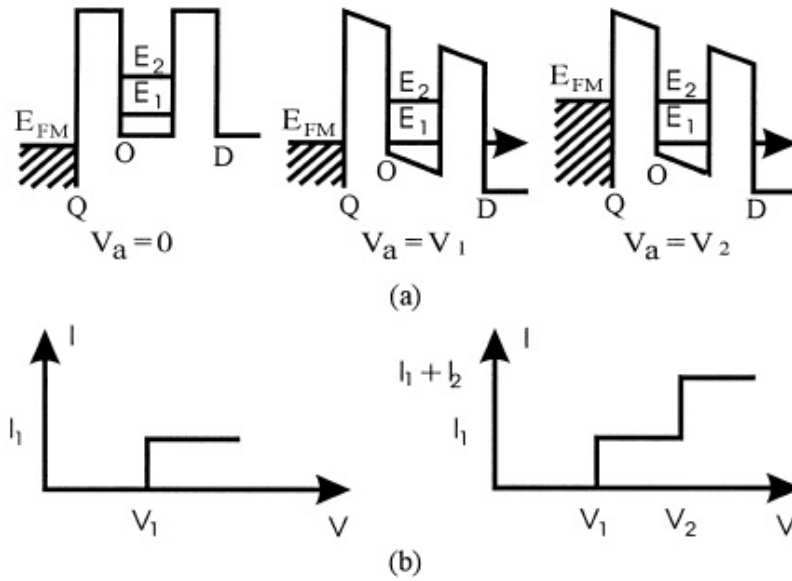 E2
E1
EFM
O
Q
D
Va = 0
E2
E1
EFM
O
Q
D
Va = V1
E2
E1
EFM
O
Q
D
Va = V2
(a)
I
I1
V1
V
I
I1 + I2
I1
V1
V2
V
(b)